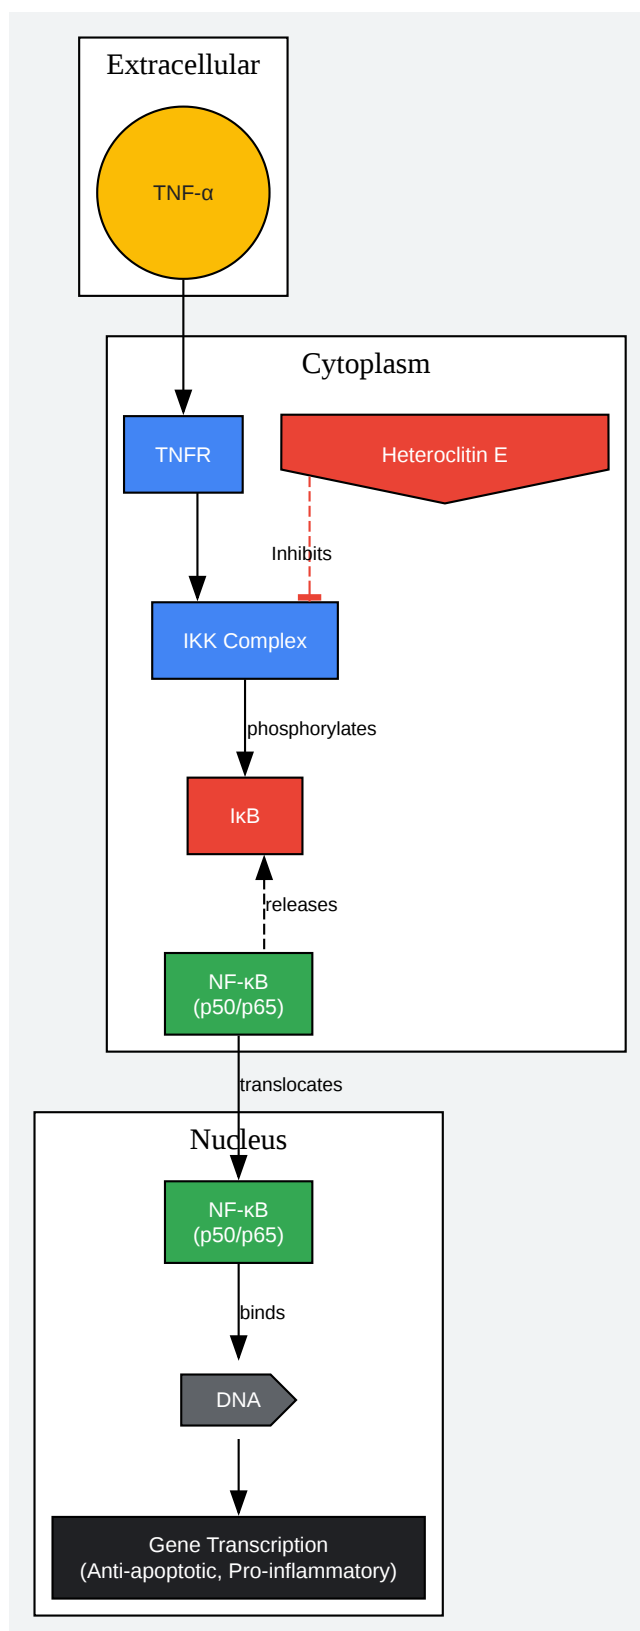 Extracellular
TNF-α
Cytoplasm
TNFR
Heteroclitin E
Inhibits
IKK Complex
phosphorylates
IκB
releases
NF-κB
(p50/p65)
translocates
Nucleus
NF-κB
(p50/p65)
binds
DNA
Gene Transcription
(Anti-apoptotic, Pro-inflammatory)